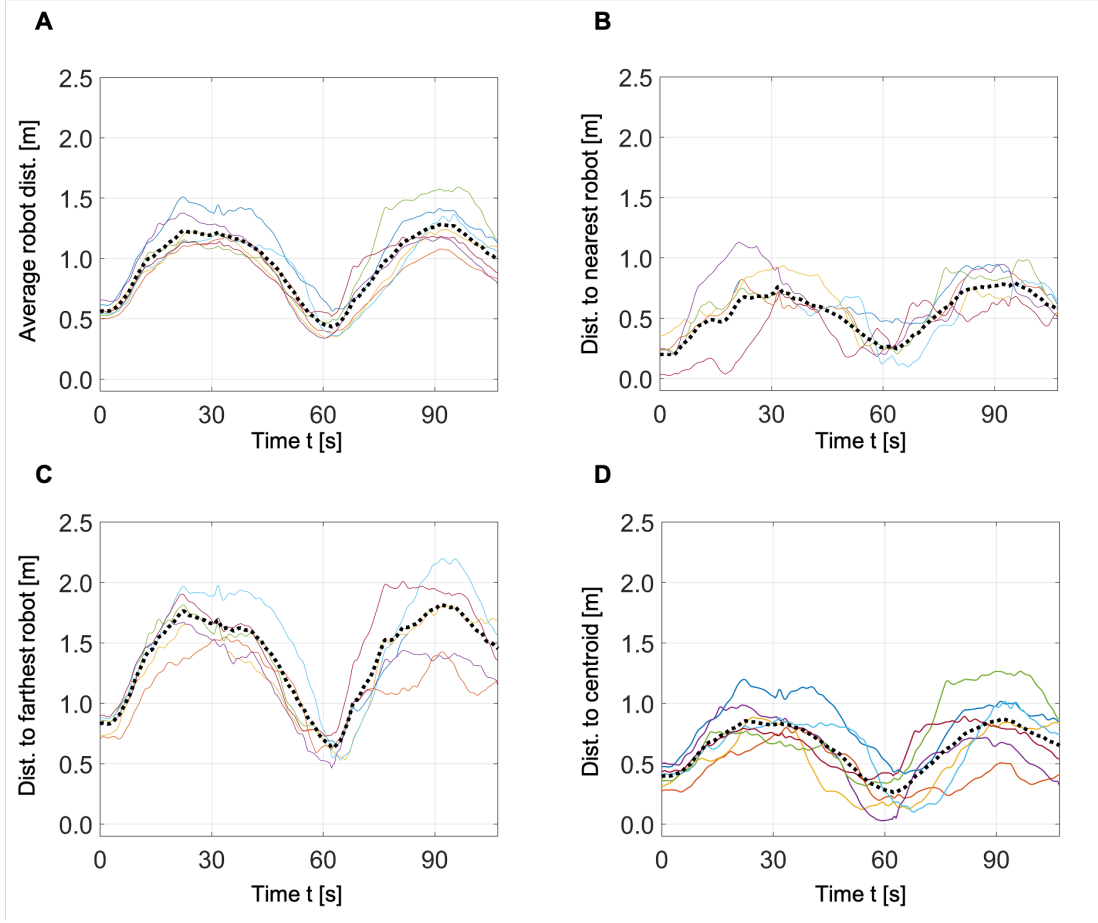 A
Average robot dist. [m]
2.5
2.0
1.5
1.0
0.5
0.0
0 30 60 90
Time t [s]
B
Dist. to nearest robot [m]
2.5
2.0
1.5
1.0
0.5
0.0
0 30 60 90
Time t [s]
C
Dist. to farthest robot [m]
2.5
2.0
1.5
1.0
0.5
0.0
0 30 60 90
Time t [s]
D
Dist. to centroid [m]
2.5
2.0
1.5
1.0
0.5
0.0
0 30 60 90
Time t [s]